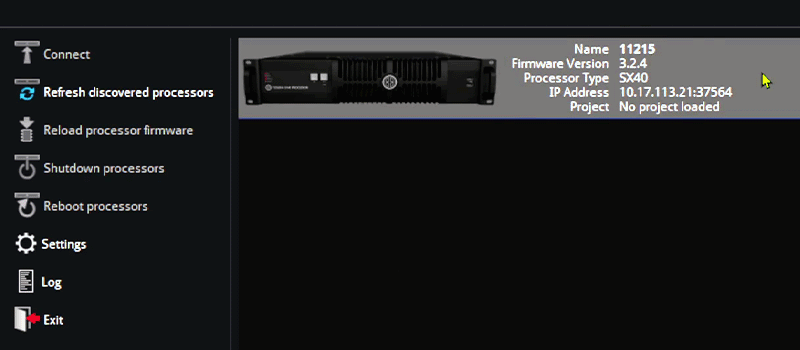 Connect
Refresh discovered processors
Reload processor firmware
Shutdown processors
Reboot processors
Settings
Log
Exit
Name 11215
Firmware Version 3.2.4
Processor Type SX40
IP Address 10.17.113.21:37564
Project No project loaded